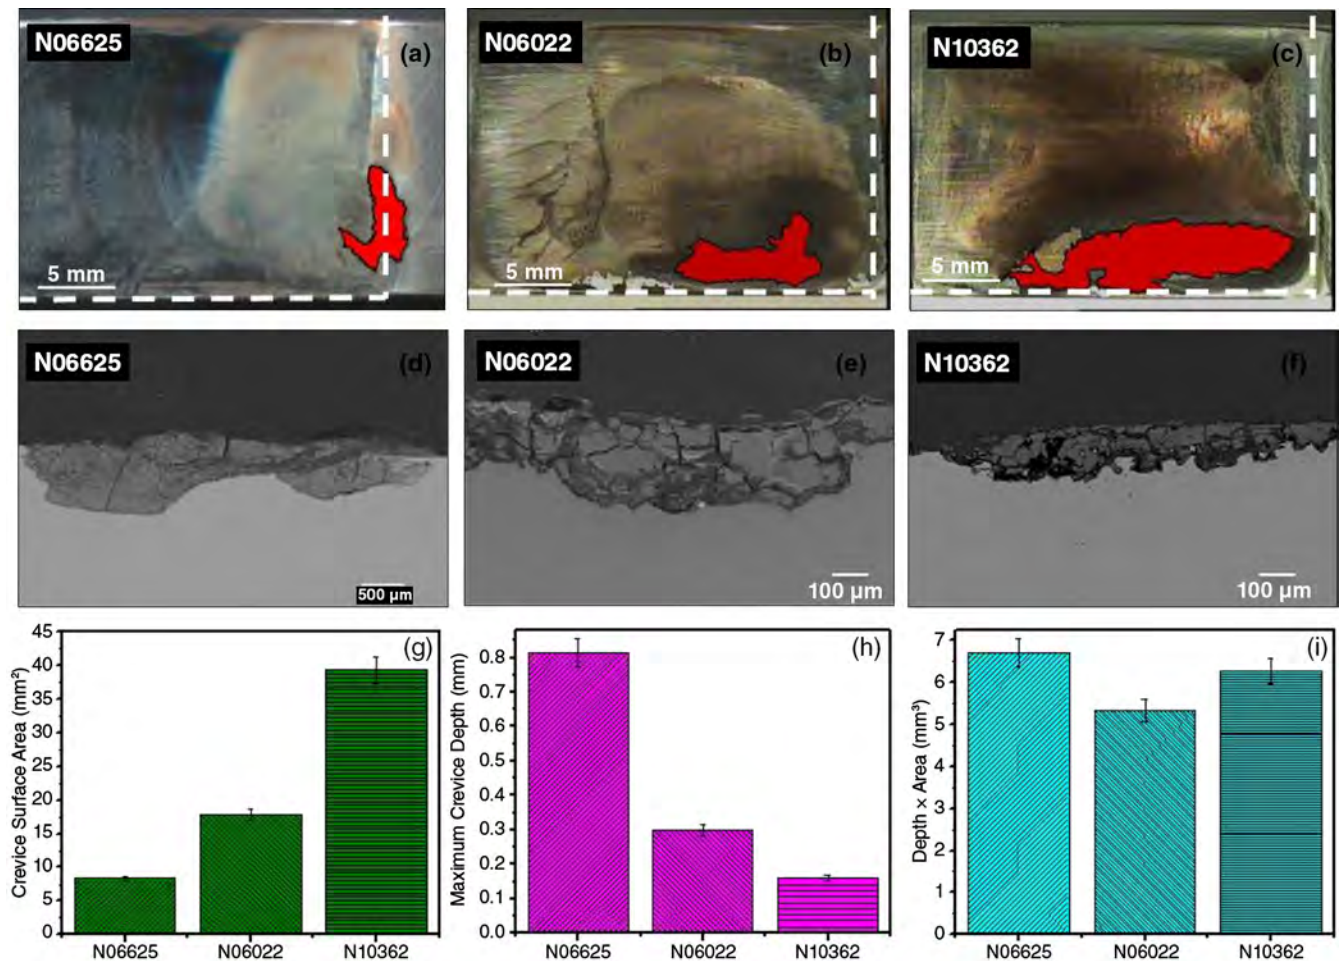 N06625
(a)
5 mm
N06022
(b)
5 mm
N10362
(c)
5 mm
N06625
(d)
500 µm
N06022
(e)
100 µm
N10362
(f)
100 µm
(g)
Crevice Surface Area (mm²)
45
40
35
30
25
20
15
10
5
0
N06625 N06022 N10362
(h)
Maximum Crevice Depth (mm)
0.8
0.7
0.6
0.5
0.4
0.3
0.2
0.1
0.0
N06625 N06022 N10362
(i)
Depth × Area (mm³)
7
6
5
4
3
2
1
0
N06625 N06022 N10362